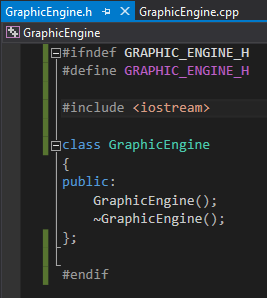 GraphicEngine.h GraphicEngine.cpp
GraphicEngine
#ifndef GRAPHIC_ENGINE_H
#define GRAPHIC_ENGINE_H
#include <iostream>
class GraphicEngine
{
public:
GraphicEngine();
~GraphicEngine();
};
#endif